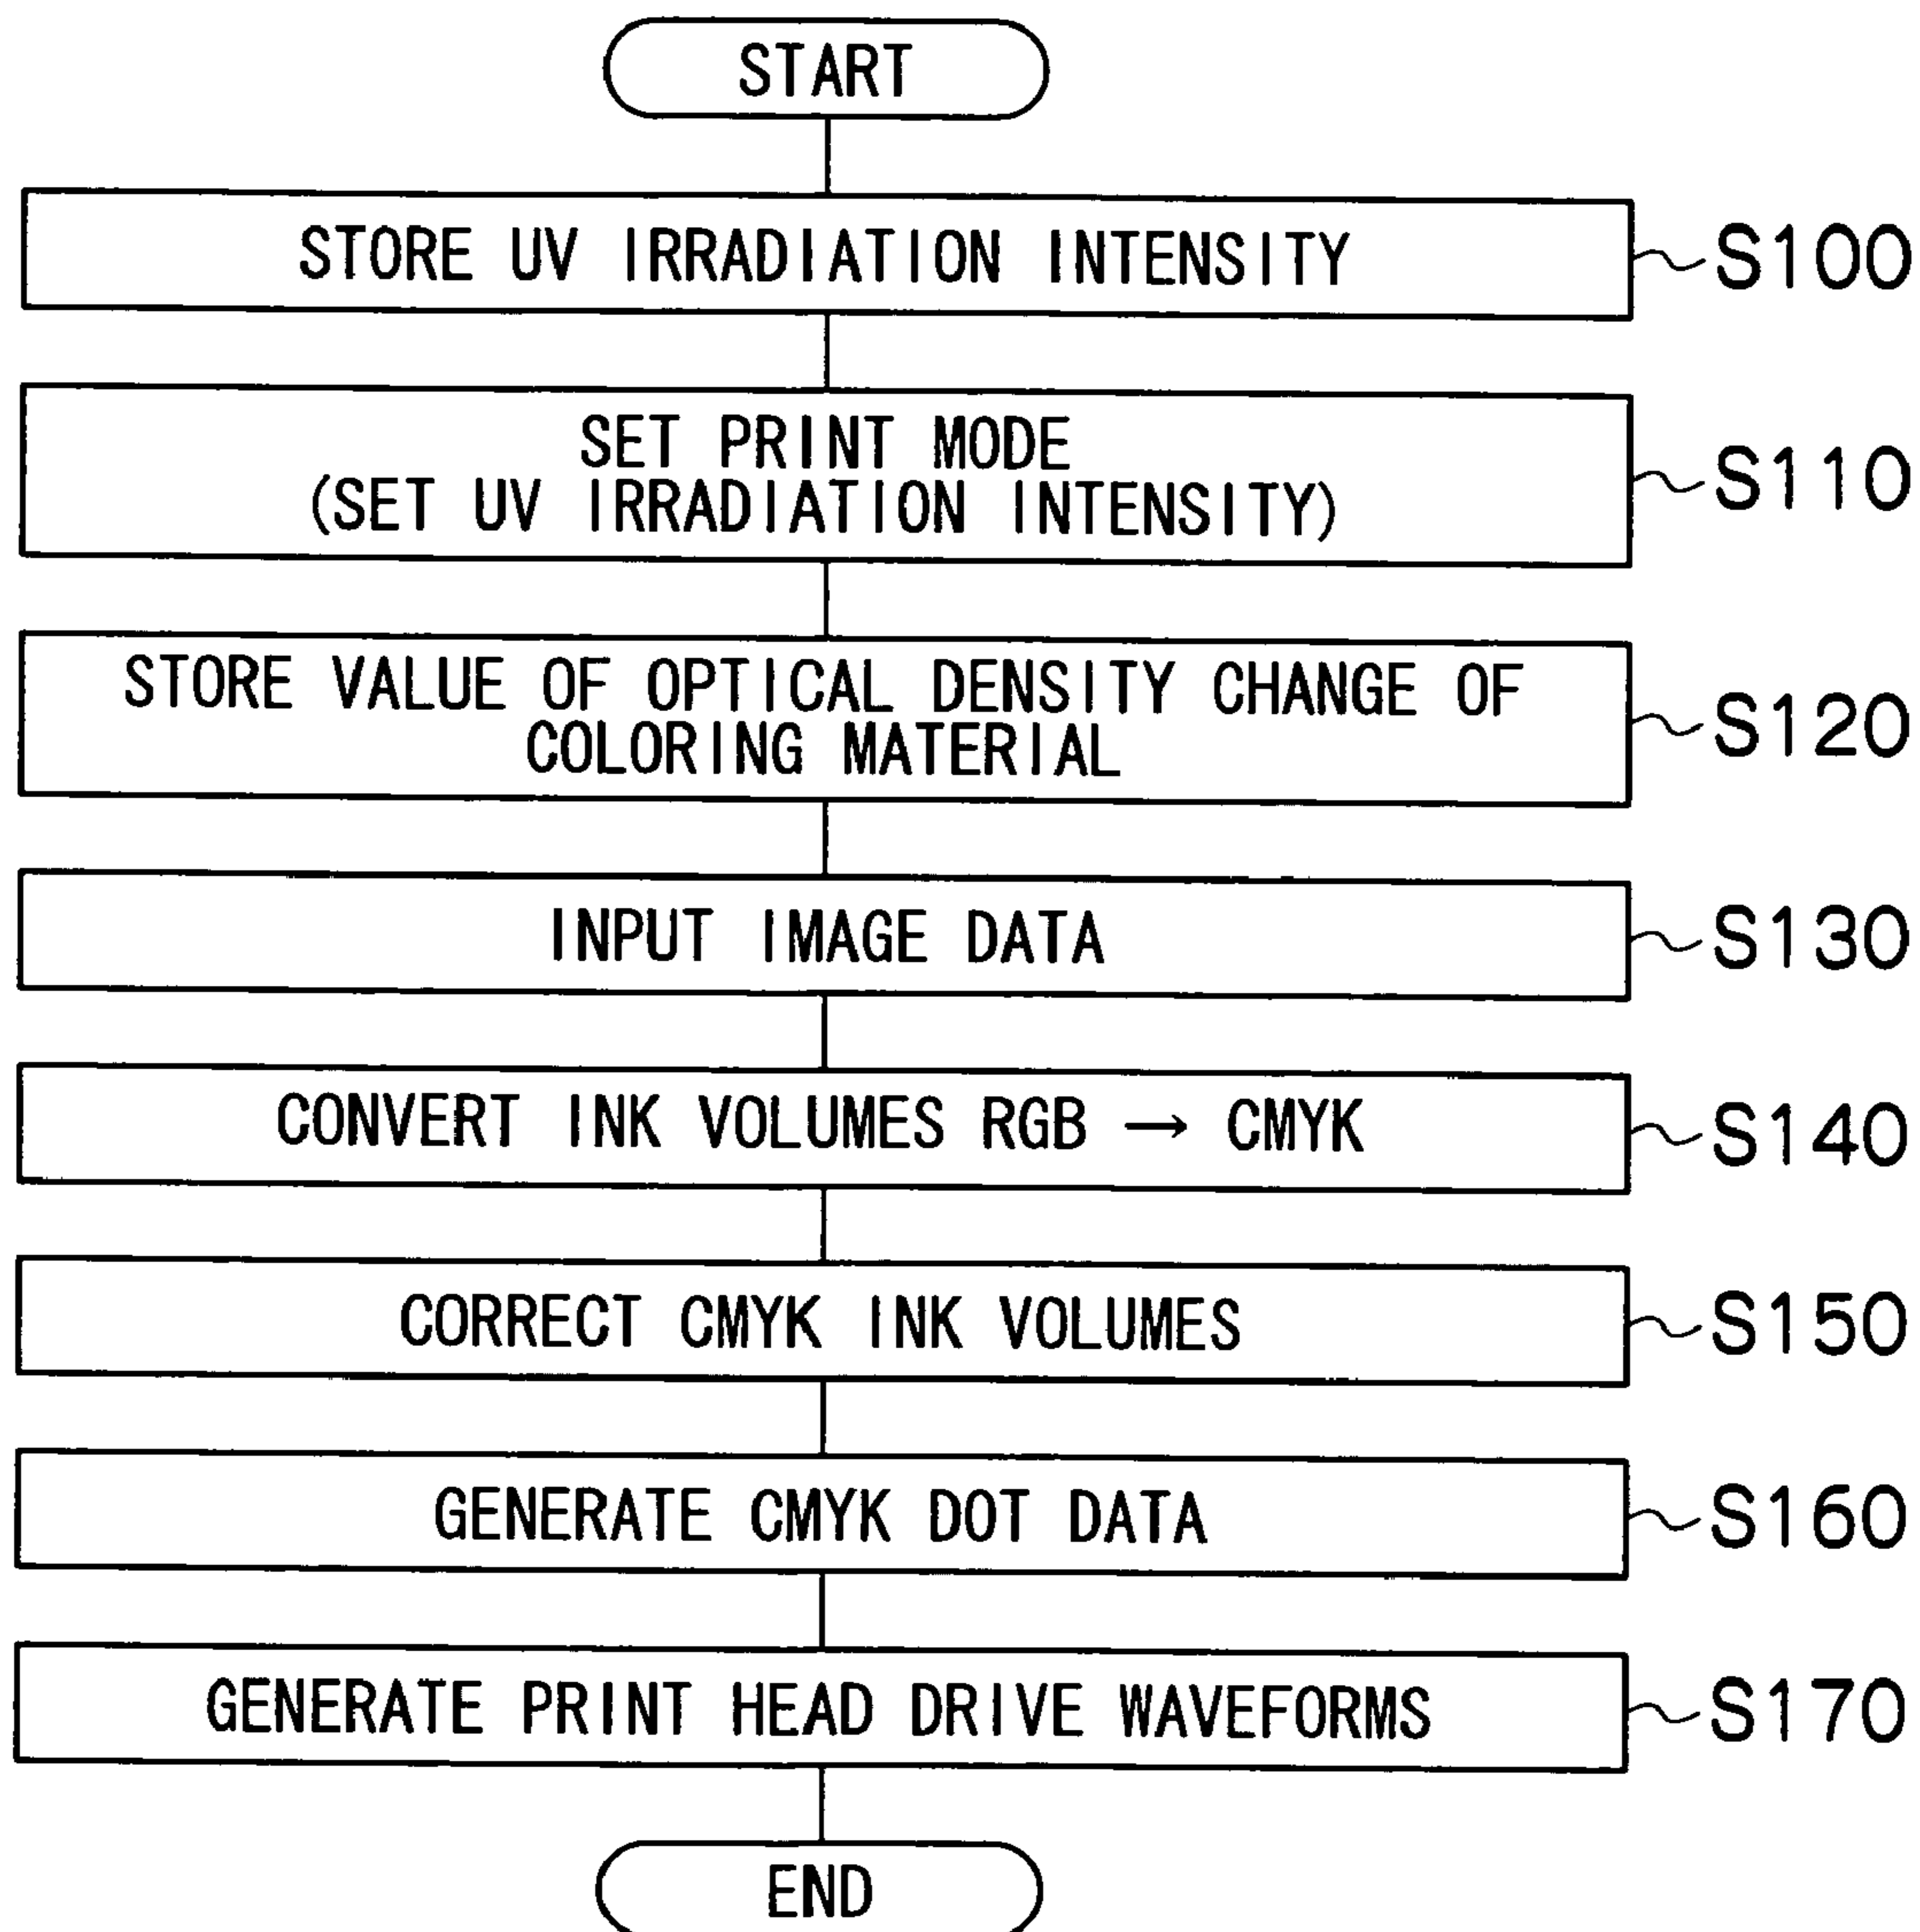 START
STORE UV IRRADIATION INTENSITY
S100
SET PRINT MODE
(SET UV IRRADIATION INTENSITY)
S110
STORE VALUE OF OPTICAL DENSITY CHANGE OF
COLORING MATERIAL
S120
INPUT IMAGE DATA
S130
CONVERT INK VOLUMES RGB → CMYK
S140
CORRECT CMYK INK VOLUMES
S150
GENERATE CMYK DOT DATA
S160
GENERATE PRINT HEAD DRIVE WAVEFORMS
S170
END